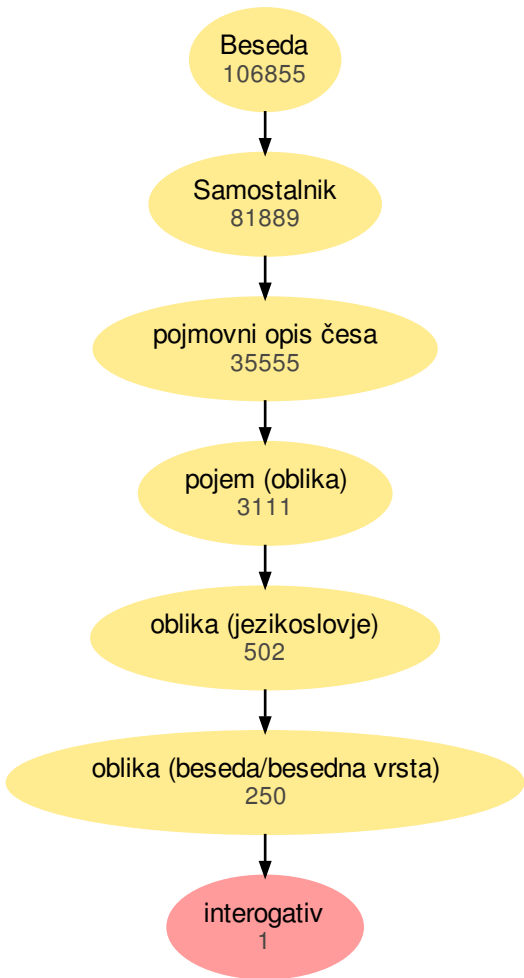 Beseda
106855
Samostalnik
81889
pojmovni opis česa
35555
pojem (oblika)
3111
oblika (jezikoslovje)
502
oblika (beseda/besedna vrsta)
250
interogativ
1